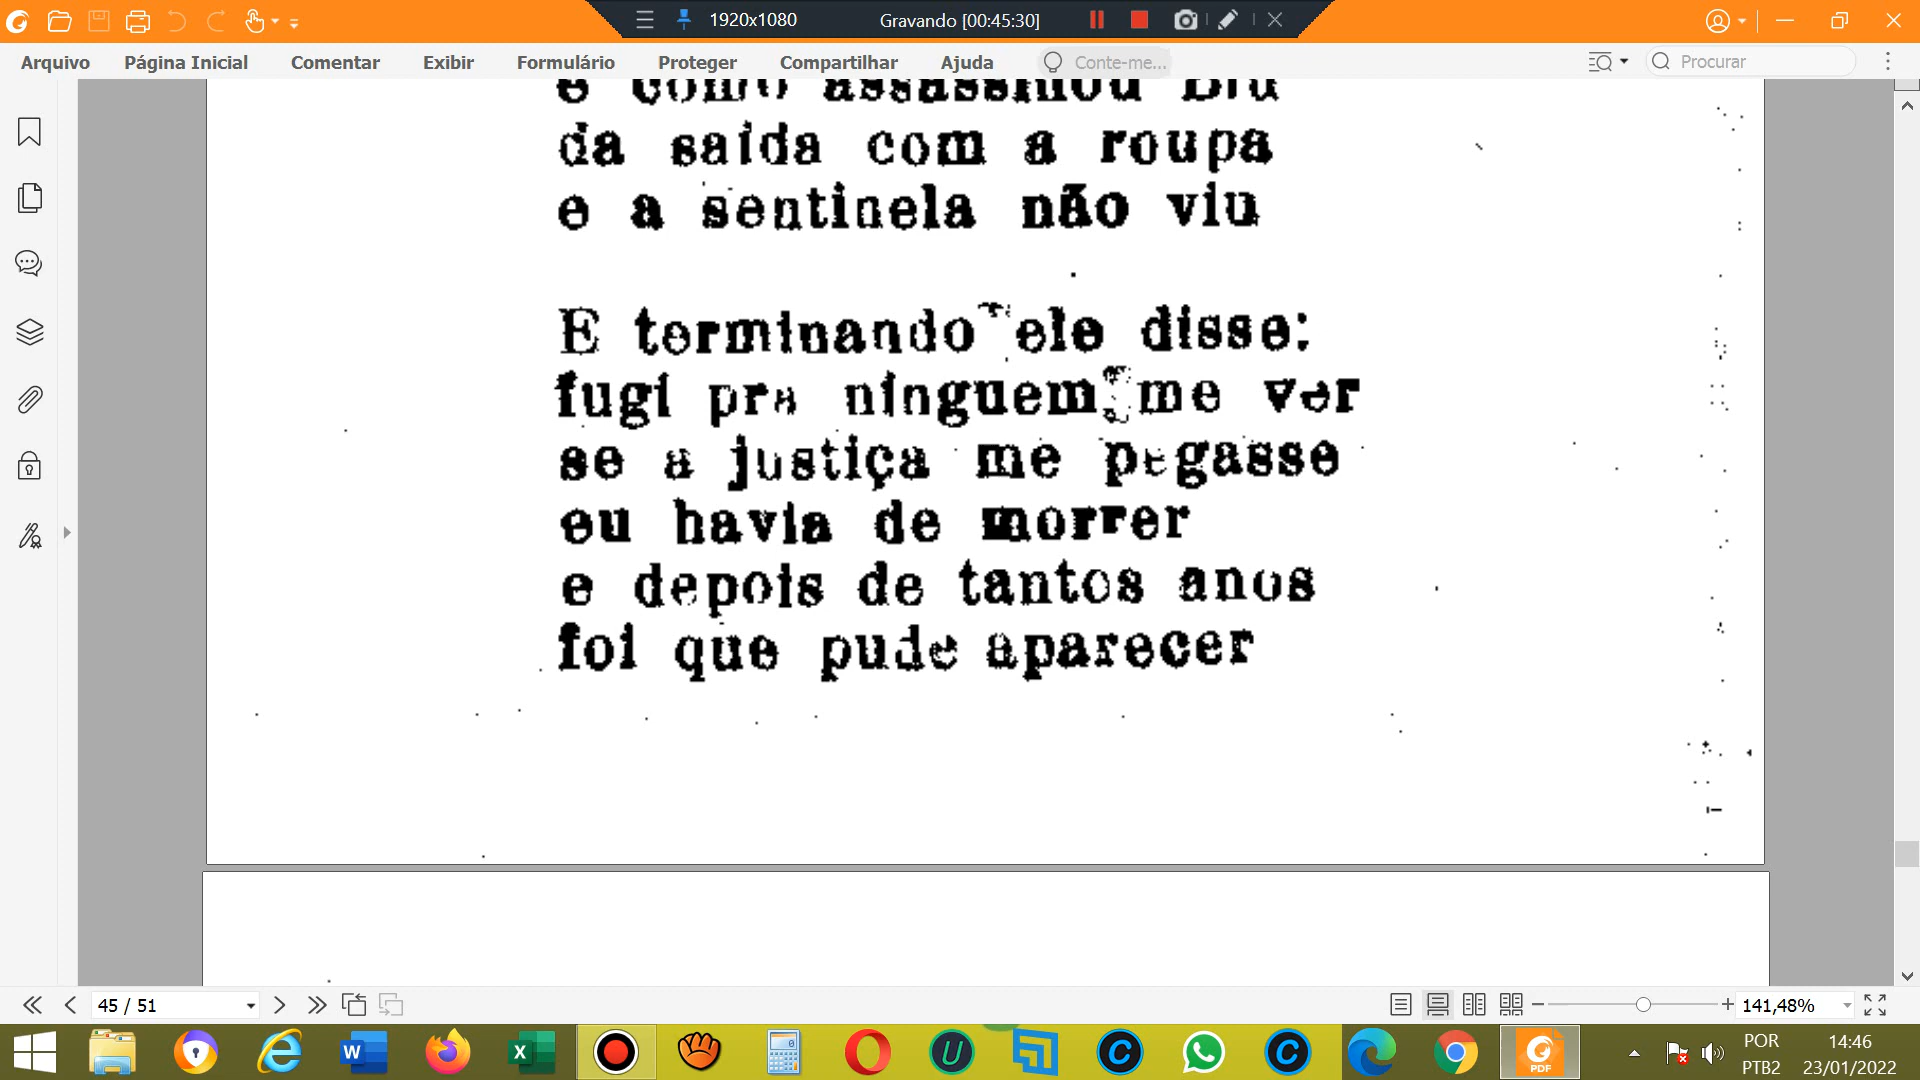 1920x1080
Gravando [00:45:30]
Arquivo
Página Inicial
Comentar
Exibir
Formulário
Proteger
Compartilhar
Ajuda
Conte-me...
Procurar
e como assassinou
da saida com a roupa
e a sentinela não viu
E terminando ele disse:
fugi pra ninguem me ver
se a justiça me pegasse
eu havia de morrer
e depois de tantos anos
foi que pude aparecer
45 / 51
141,48%
POR
PTB2
14:46
23/01/2022
PDF